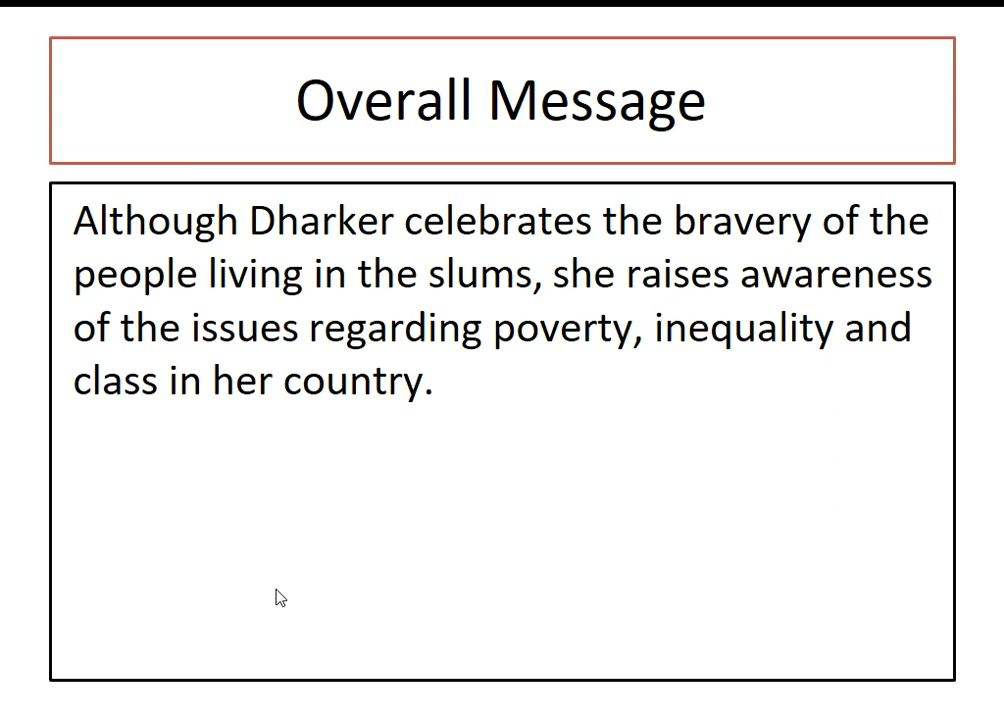 Overall Message
Although Dharker celebrates the bravery of the
people living in the slums, she raises awareness
of the issues regarding poverty, inequality and
class in her country.